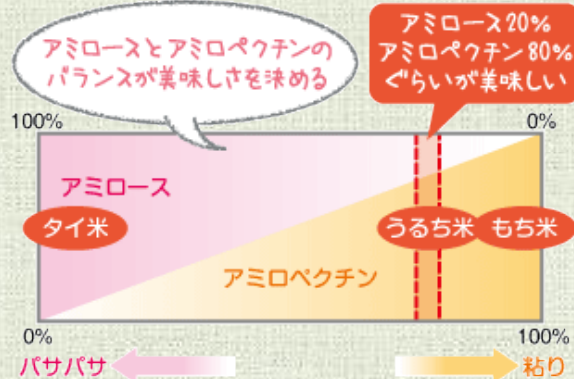 アミロースとアミロペクチンの
バランスが美味しさを決める
アミロース20%
アミロペクチン80%
ぐらいが美味しい
100%
0%
アミロース
タイ米
うるち米
もち米
アミロペクチン
0%
100%
パサパサ
粘り